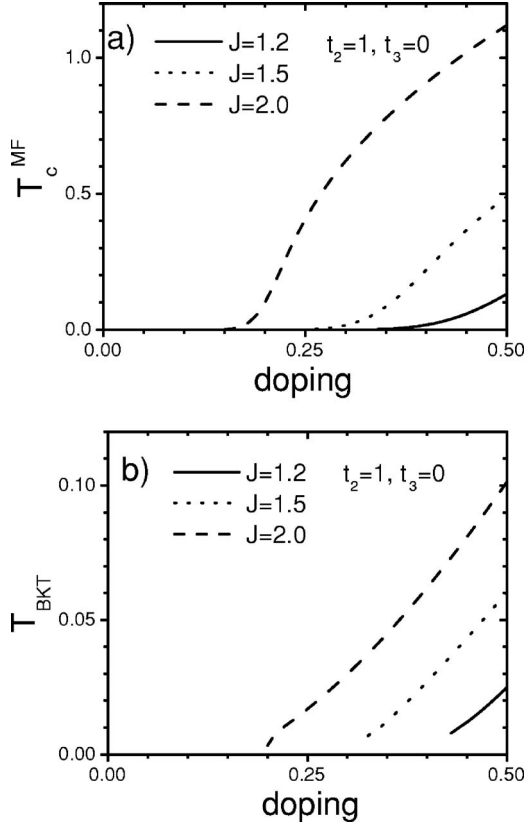 a)
J=1.2 t₂=1, t₃=0
J=1.5
J=2.0
T_c^MF
1.0
0.5
0.0
0.00 0.25 0.50
doping
b)
J=1.2 t₂=1, t₃=0
J=1.5
J=2.0
T_BKT
0.10
0.05
0.00
0.00 0.25 0.50
doping